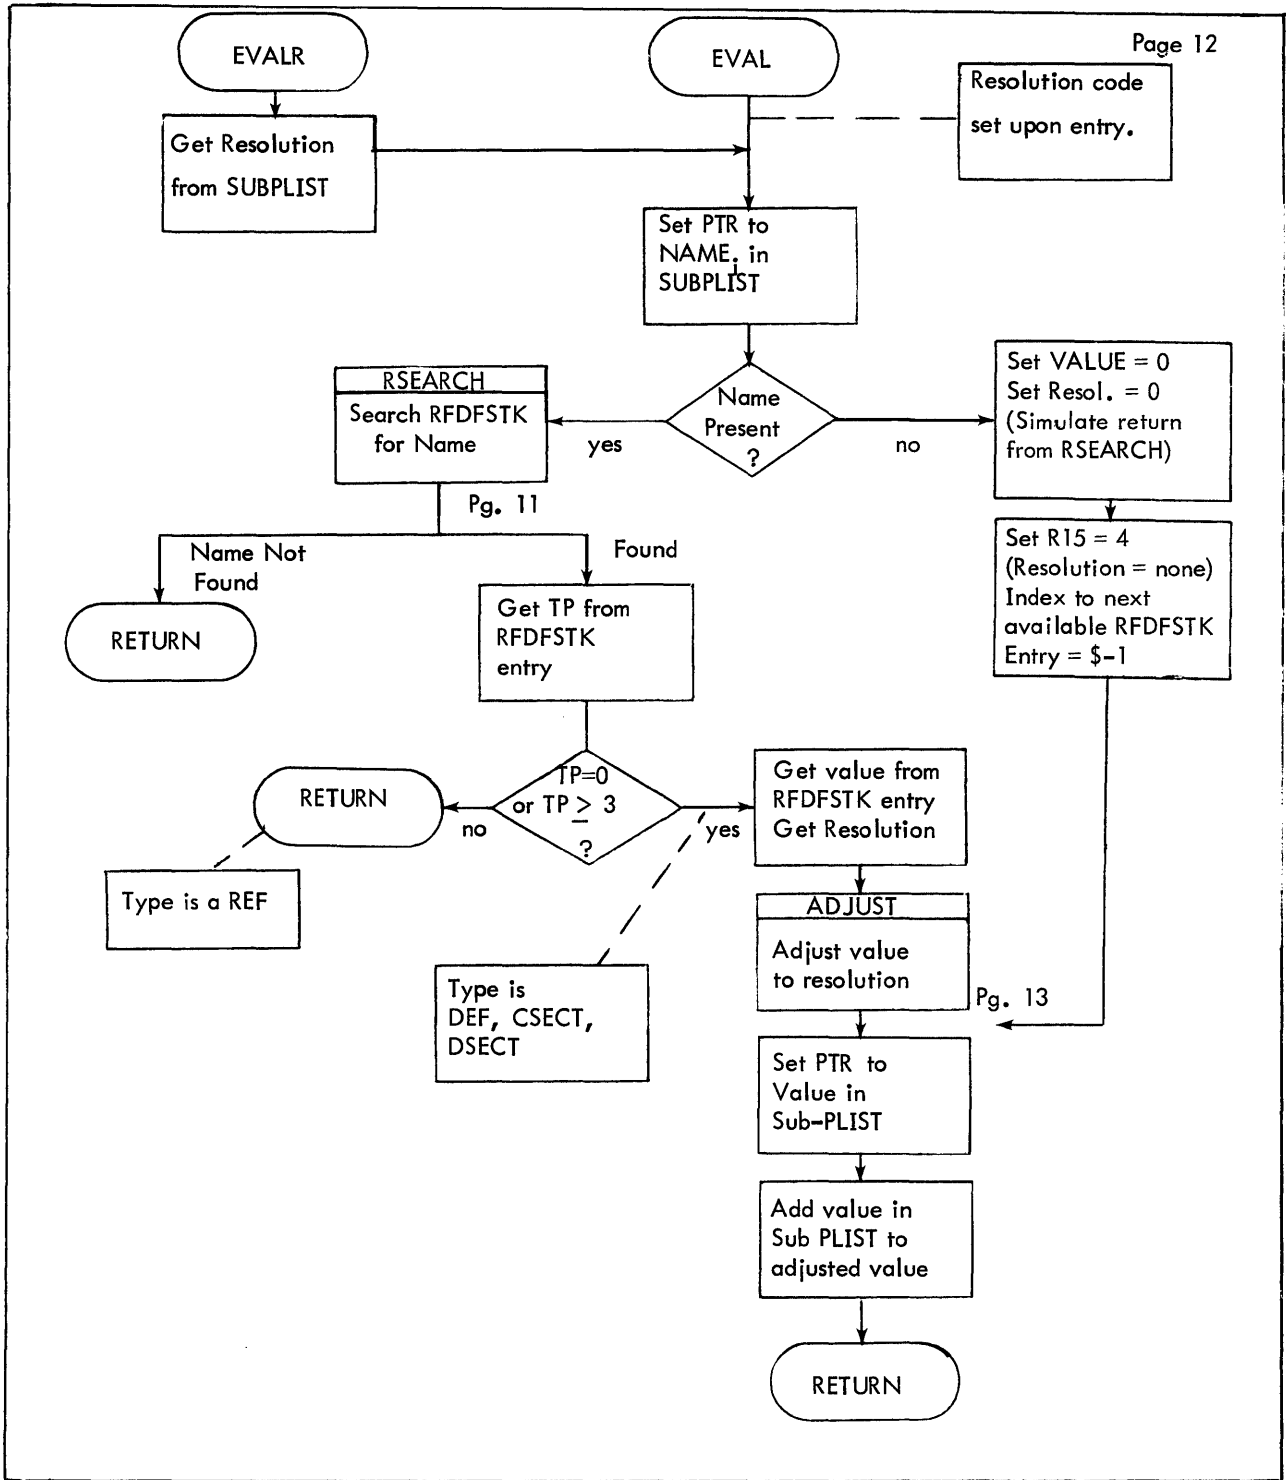 Page 12
EVALR
EVAL
Resolution code
set upon entry.
Get Resolution
from SUBPLIST
Set PTR to
NAME. in
SUBPLIST
RSEARCH
Search RFDFSTK
for Name
yes
Name
Present
?
no
Set VALUE = 0
Set Resol. = 0
(Simulate return
from RSEARCH)
Pg. 11
Name Not
Found
Found
RETURN
Get TP from
RFDFSTK
entry
Set R15 = 4
(Resolution = none)
Index to next
available RFDFSTK
Entry = $-1
RETURN
no
TP=0
or TP ≥ 3
?
yes
Get value from
RFDFSTK entry
Get Resolution
Type is a REF
ADJUST
Adjust value
to resolution
Pg. 13
Type is
DEF, CSECT,
DSECT
Set PTR to
Value in
Sub-PLIST
Add value in
Sub PLIST to
adjusted value
RETURN